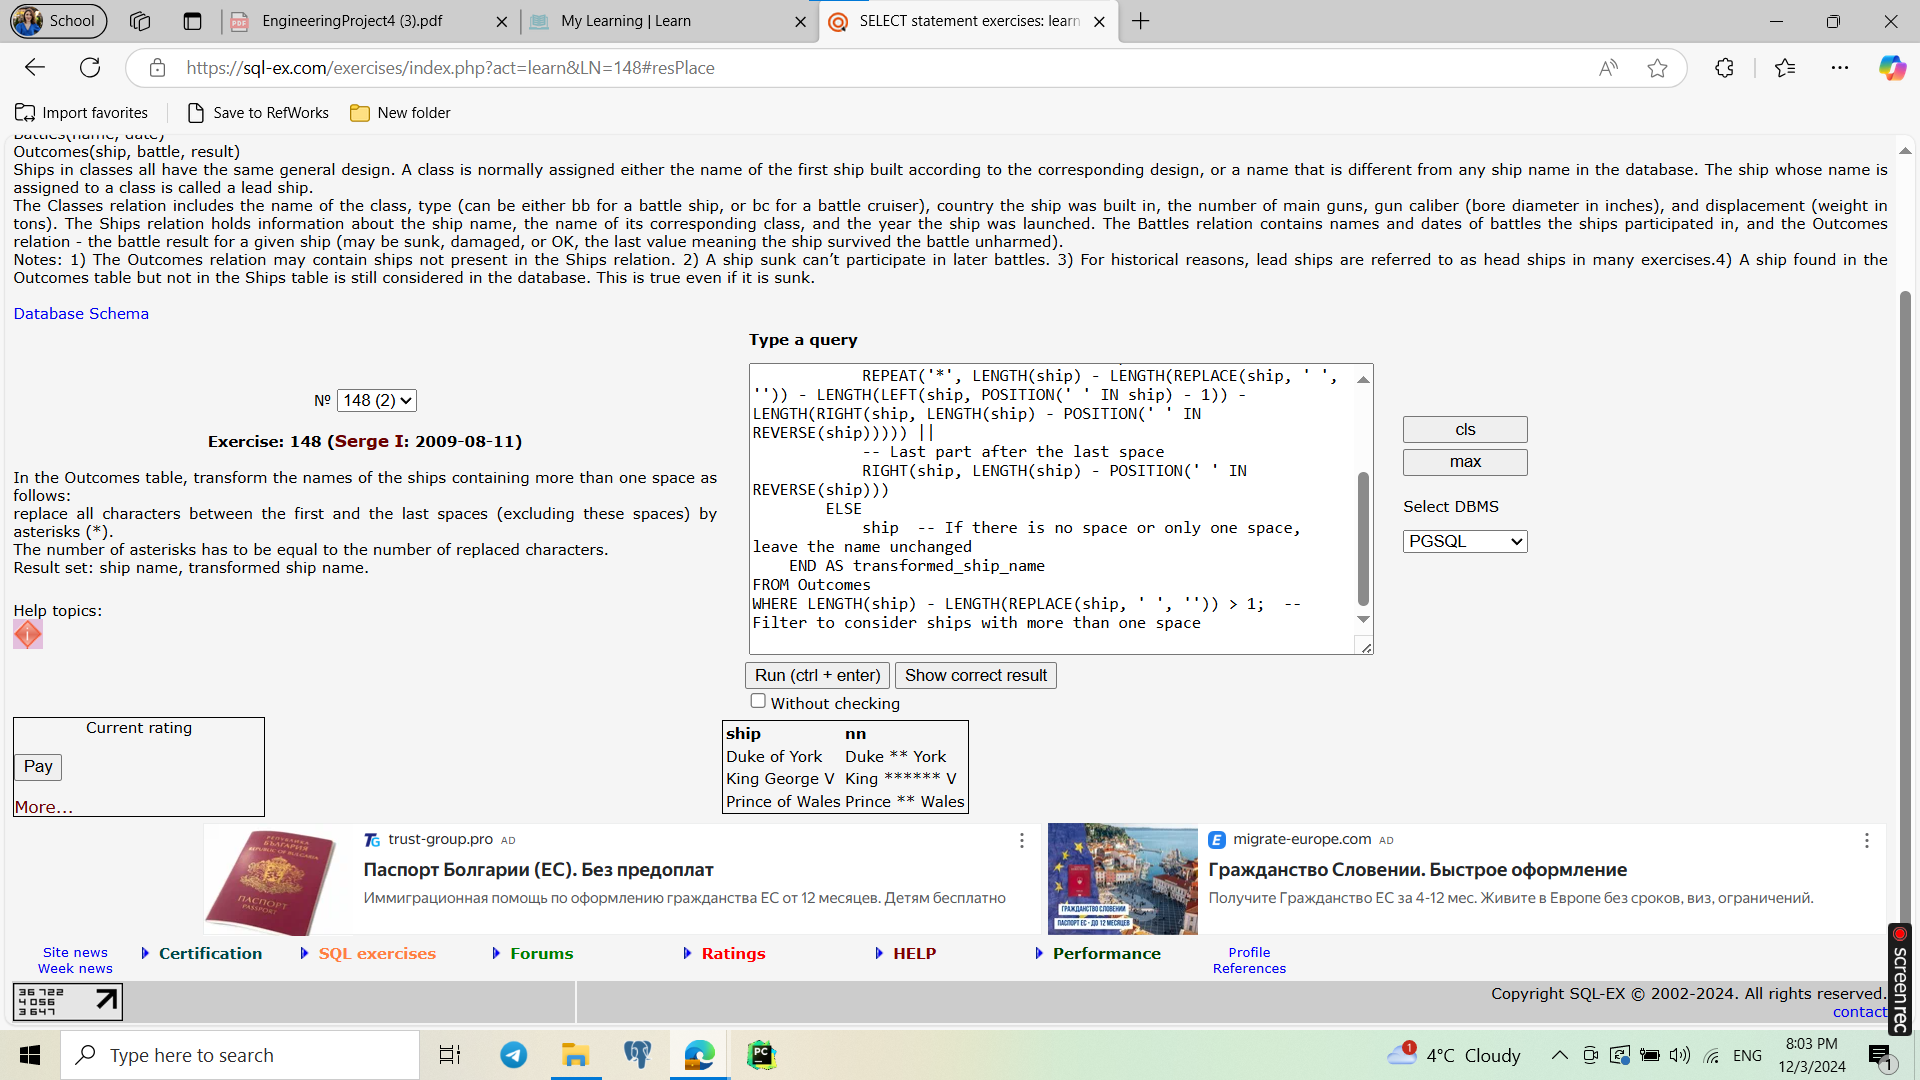 School
EngineeringProject4 (3).pdf
My Learning | Learn
SELECT statement exercises: learn
https://sql-ex.com/exercises/index.php?act=learn&LN=148#resPlace
Import favorites
Save to RefWorks
New folder
Battles(name, date)
Outcomes(ship, battle, result)
Ships in classes all have the same general design. A class is normally assigned either the name of the first ship built according to the corresponding design, or a name that is different from any ship name in the database. The ship whose name is
assigned to a class is called a lead ship.
The Classes relation includes the name of the class, type (can be either bb for a battle ship, or bc for a battle cruiser), country the ship was built in, the number of main guns, gun caliber (bore diameter in inches), and displacement (weight in
tons). The Ships relation holds information about the ship name, the name of its corresponding class, and the year the ship was launched. The Battles relation contains names and dates of battles the ships participated in, and the Outcomes
relation - the battle result for a given ship (may be sunk, damaged, or OK, the last value meaning the ship survived the battle unharmed).
Notes: 1) The Outcomes relation may contain ships not present in the Ships relation. 2) A ship sunk can’t participate in later battles. 3) For historical reasons, lead ships are referred to as head ships in many exercises.4) A ship found in the
Outcomes table but not in the Ships table is still considered in the database. This is true even if it is sunk.
Database Schema
Type a query
№ 148 (2)
Exercise: 148 (Serge I: 2009-08-11)
In the Outcomes table, transform the names of the ships containing more than one space as
follows:
replace all characters between the first and the last spaces (excluding these spaces) by
asterisks (*).
The number of asterisks has to be equal to the number of replaced characters.
Result set: ship name, transformed ship name.
Help topics:
REPEAT('*', LENGTH(ship) - LENGTH(REPLACE(ship, ' ',
'')) - LENGTH(LEFT(ship, POSITION(' ' IN ship) - 1)) -
LENGTH(RIGHT(ship, LENGTH(ship) - POSITION(' ' IN
REVERSE(ship))))) ||
-- Last part after the last space
RIGHT(ship, LENGTH(ship) - POSITION(' ' IN
REVERSE(ship)))
ELSE
ship  -- If there is no space or only one space,
leave the name unchanged
END AS transformed_ship_name
FROM Outcomes
WHERE LENGTH(ship) - LENGTH(REPLACE(ship, ' ', '')) > 1;  --
Filter to consider ships with more than one space
cls
max
Select DBMS
PGSQL
Run (ctrl + enter)
Show correct result
Without checking
Current rating
Pay
More...
ship nn
Duke of York Duke ** York
King George V King ****** V
Prince of Wales Prince ** Wales
РЕПУБЛИКА БЪЛГАРИЯ
REPUBLIC OF BULGARIA
ПАСПОРТ
PASSPORT
TG trust-group.pro AD
Паспорт Болгарии (ЕС). Без предоплат
Иммиграционная помощь по оформлению гражданства ЕС от 12 месяцев. Детям бесплатно
ГРАЖДАНСТВО СЛОВЕНИИ
ПАСПОРТ ЕС - ДО 12 МЕСЯЦЕВ
E migrate-europe.com AD
Гражданство Словении. Быстрое оформление
Получите Гражданство ЕС за 4-12 мес. Живите в Европе без сроков, виз, ограничений.
Site news
Week news
Certification
SQL exercises
Forums
Ratings
HELP
Performance
Profile
References
36 722
4 056
3 647
Copyright SQL-EX © 2002-2024. All rights reserved.
contact
screenrec
Type here to search
PC
1
4°C Cloudy
ENG
8:03 PM
12/3/2024
1